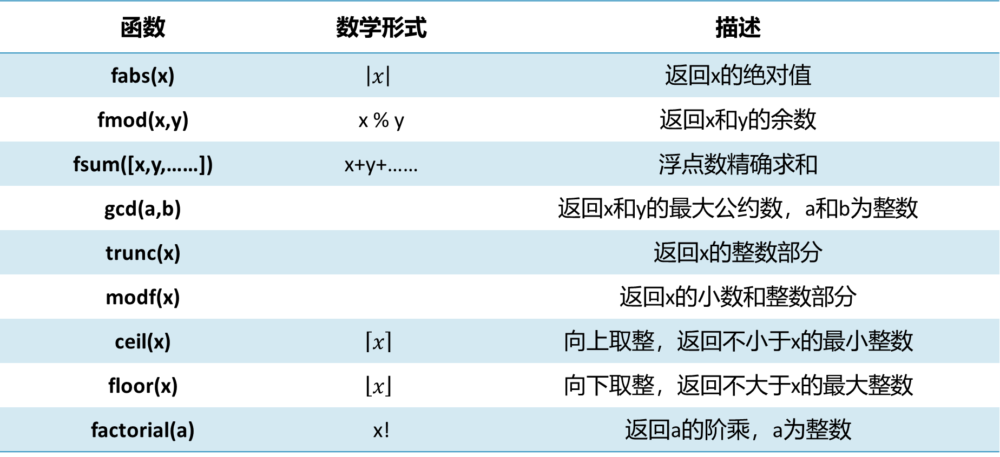 函数 数学形式 描述
fabs(x) |x| 返回x的绝对值
fmod(x,y) x % y 返回x和y的余数
fsum([x,y,……]) x+y+…… 浮点数精确求和
gcd(a,b) 返回x和y的最大公约数，a和b为整数
trunc(x) 返回x的整数部分
modf(x) 返回x的小数和整数部分
ceil(x) ⌈x⌉ 向上取整，返回不小于x的最小整数
floor(x) ⌊x⌋ 向下取整，返回不大于x的最大整数
factorial(a) x! 返回a的阶乘，a为整数